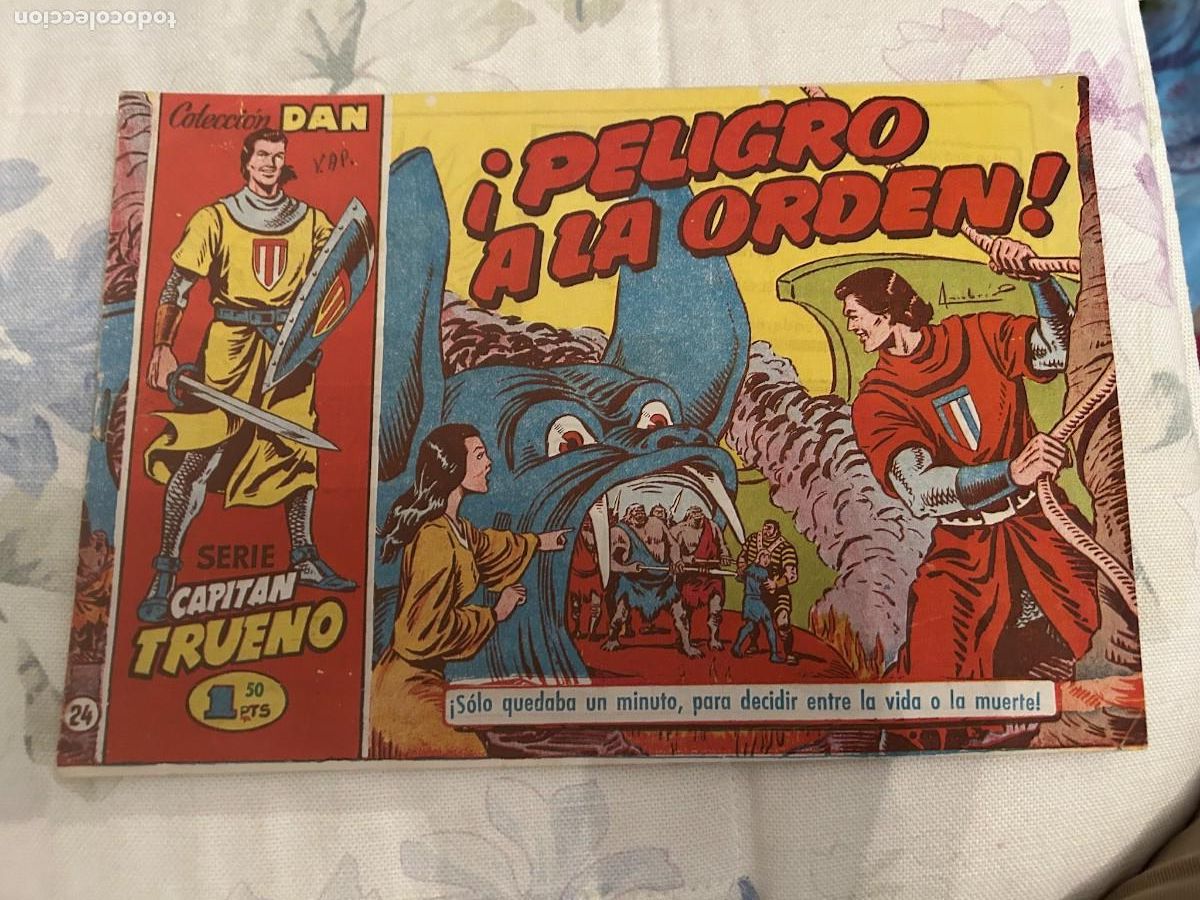 todocoleccion
Colección DAN
¡PELIGRO
A LA ORDEN!
SERIE
CAPITAN
TRUENO
1 50
PTS
24
¡Sólo quedaba un minuto, para decidir entre la vida o la muerte!